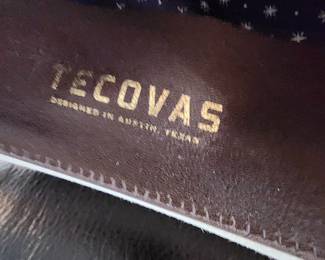 TECOVAS
DESIGNED IN AUSTIN, TEXAS